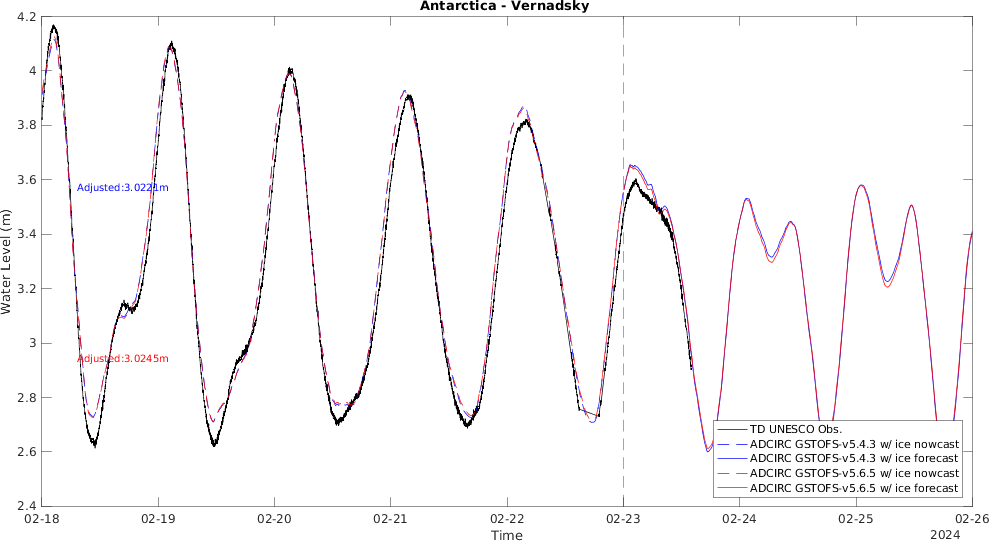 Antarctica - Vernadsky
4.2
4
3.8
3.6
3.4
3.2
3
2.8
2.6
2.4
Water Level (m)
Adjusted:3.0221m
Adjusted:3.0245m
TD UNESCO Obs.
ADCIRC GSTOFS-v5.4.3 w/ ice nowcast
ADCIRC GSTOFS-v5.4.3 w/ ice forecast
ADCIRC GSTOFS-v5.6.5 w/ ice nowcast
ADCIRC GSTOFS-v5.6.5 w/ ice forecast
02-18 02-19 02-20 02-21 02-22 02-23 02-24 02-25 02-26
Time 2024